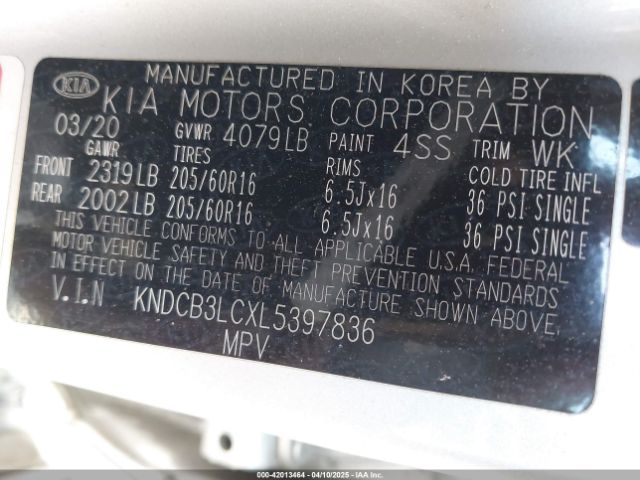 KIA
MANUFACTURED IN KOREA BY
KIA MOTORS CORPORATION
03/20 GVWR 4079LB PAINT 4SS TRIM WK
GAWR TIRES RIMS COLD TIRE INFL
FRONT 2319LB 205/60R16 6.5Jx16 36 PSI SINGLE
REAR 2002LB 205/60R16 6.5Jx16 36 PSI SINGLE
THIS VEHICLE CONFORMS TO ALL APPLICABLE U.S.A. FEDERAL
MOTOR VEHICLE SAFETY AND THEFT PREVENTION STANDARDS
IN EFFECT ON THE DATE OF MANUFACTURE SHOWN ABOVE.
V.I.N KNDCB3LCXL5397836
MPV
000-42013464 - 04/10/2025 - IAAI.COM